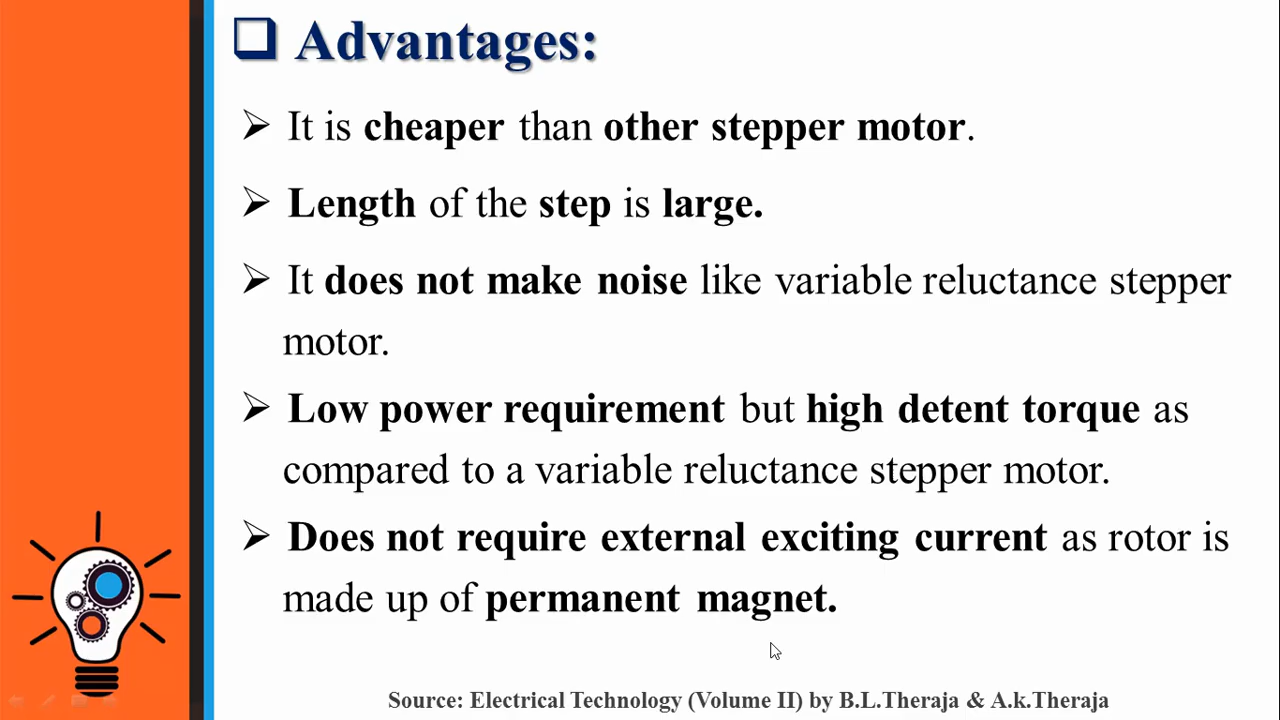 Advantages:
It is cheaper than other stepper motor.
Length of the step is large.
It does not make noise like variable reluctance stepper
motor.
Low power requirement but high detent torque as
compared to a variable reluctance stepper motor.
Does not require external exciting current as rotor is
made up of permanent magnet.
Source: Electrical Technology (Volume II) by B.L.Theraja & A.k.Theraja